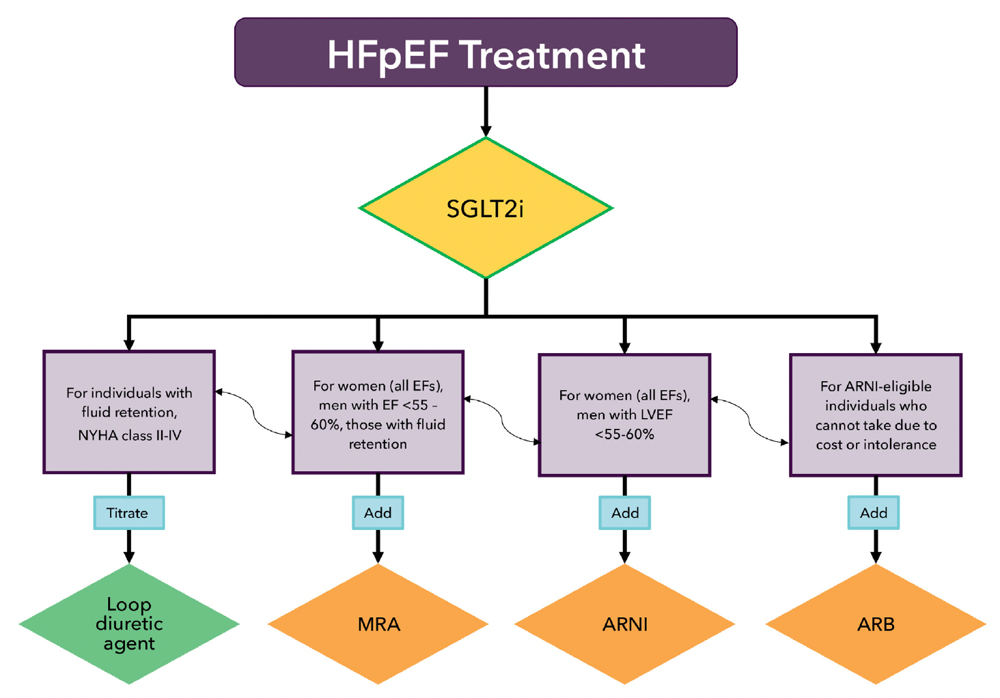 HFpEF Treatment
SGLT2i
For individuals with
fluid retention,
NYHA class II-IV
For women (all EFs),
men with EF <55 –
60%, those with fluid
retention
For women (all EFs),
men with LVEF
<55-60%
For ARNI-eligible
individuals who
cannot take due to
cost or intolerance
Titrate
Add
Add
Add
Loop
diuretic
agent
MRA
ARNI
ARB